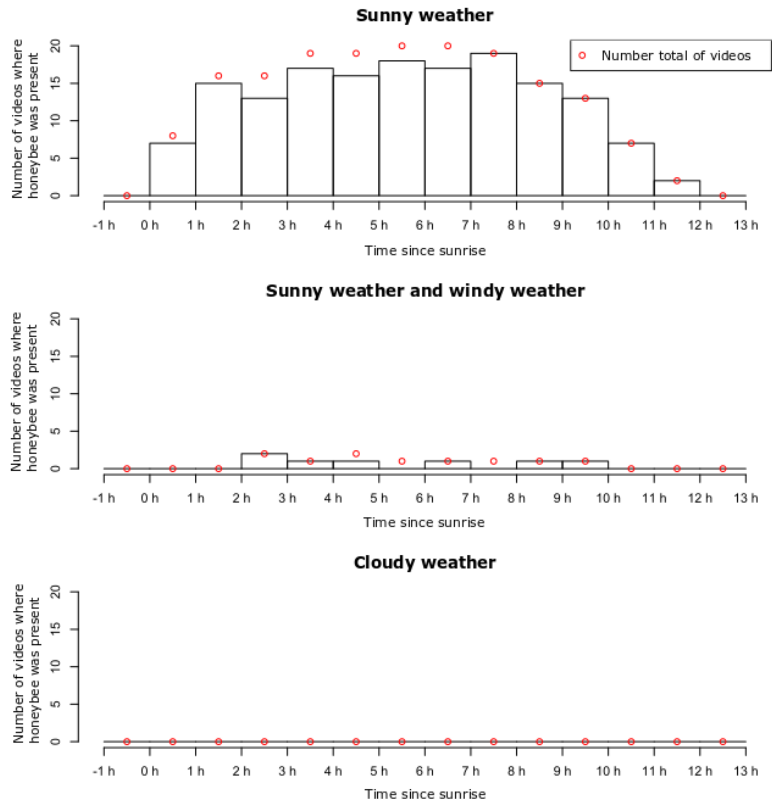 Sunny weather
Number of videos where
honeybee was present
20
15
10
5
0
Number total of videos
-1 h 0 h 1 h 2 h 3 h 4 h 5 h 6 h 7 h 8 h 9 h 10 h 11 h 12 h 13 h
Time since sunrise
Sunny weather and windy weather
Number of videos where
honeybee was present
20
15
10
5
0
-1 h 0 h 1 h 2 h 3 h 4 h 5 h 6 h 7 h 8 h 9 h 10 h 11 h 12 h 13 h
Time since sunrise
Cloudy weather
Number of videos where
honeybee was present
20
15
10
5
0
-1 h 0 h 1 h 2 h 3 h 4 h 5 h 6 h 7 h 8 h 9 h 10 h 11 h 12 h 13 h
Time since sunrise